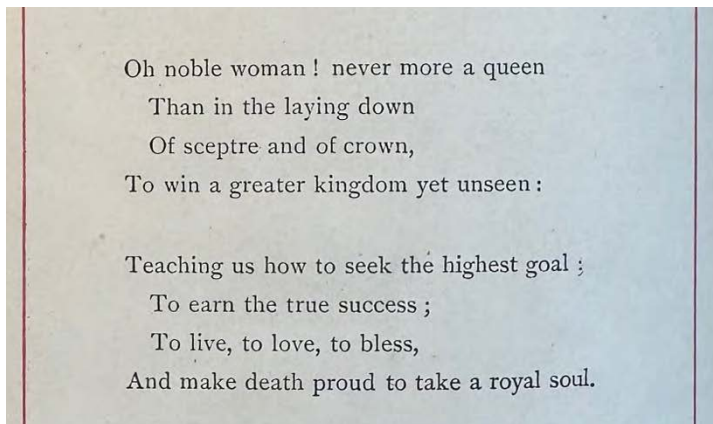 Oh noble woman ! never more a queen
Than in the laying down
Of sceptre and of crown,
To win a greater kingdom yet unseen :
Teaching us how to seek the highest goal ;
To earn the true success ;
To live, to love, to bless,
And make death proud to take a royal soul.